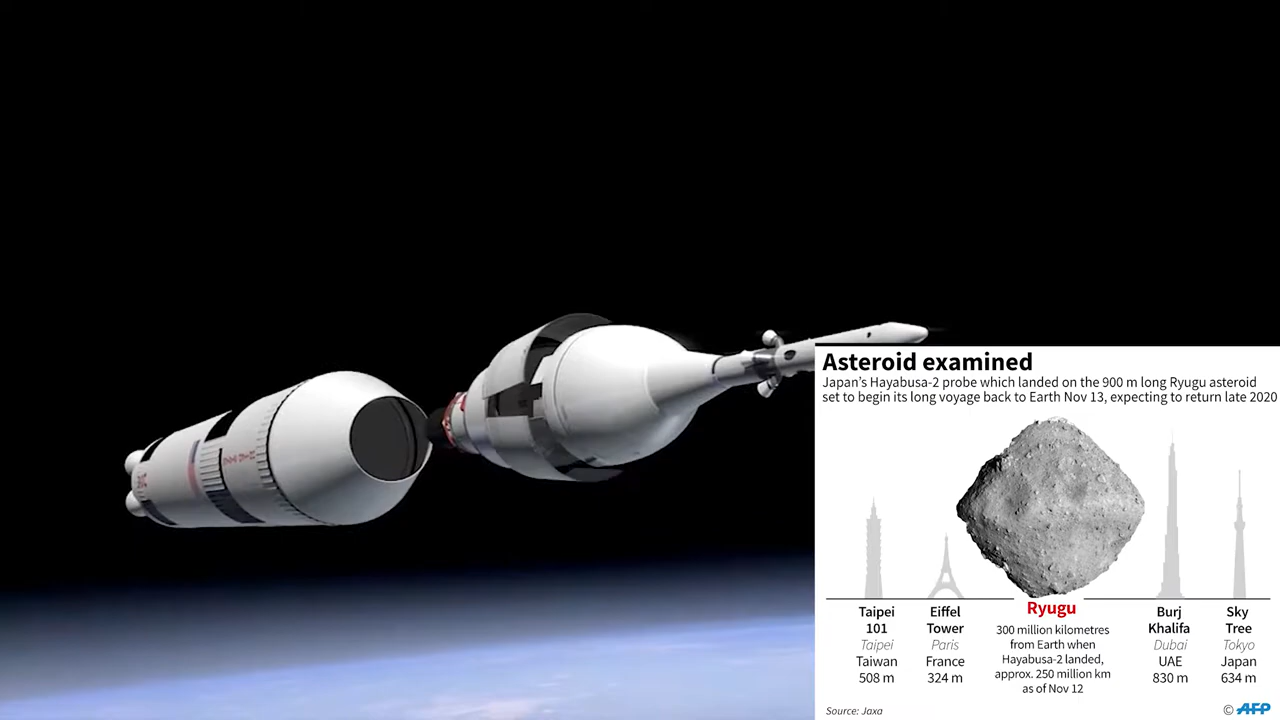 Asteroid examined
Japan's Hayabusa-2 probe which landed on the 900 m long Ryugu asteroid
set to begin its long voyage back to Earth Nov 13, expecting to return late 2020
Taipei
101
Taipei
Taiwan
508 m
Eiffel
Tower
Paris
France
324 m
Ryugu
300 million kilometres
from Earth when
Hayabusa-2 landed,
approx. 250 million km
as of Nov 12
Burj
Khalifa
Dubai
UAE
830 m
Sky
Tree
Tokyo
Japan
634 m
Source: Jaxa
© AFP